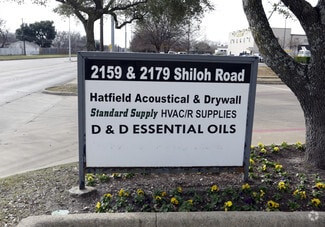 2159 & 2179 Shiloh Road
Hatfield Acoustical & Drywall
Standard Supply HVAC/R SUPPLIES
D & D ESSENTIAL OILS